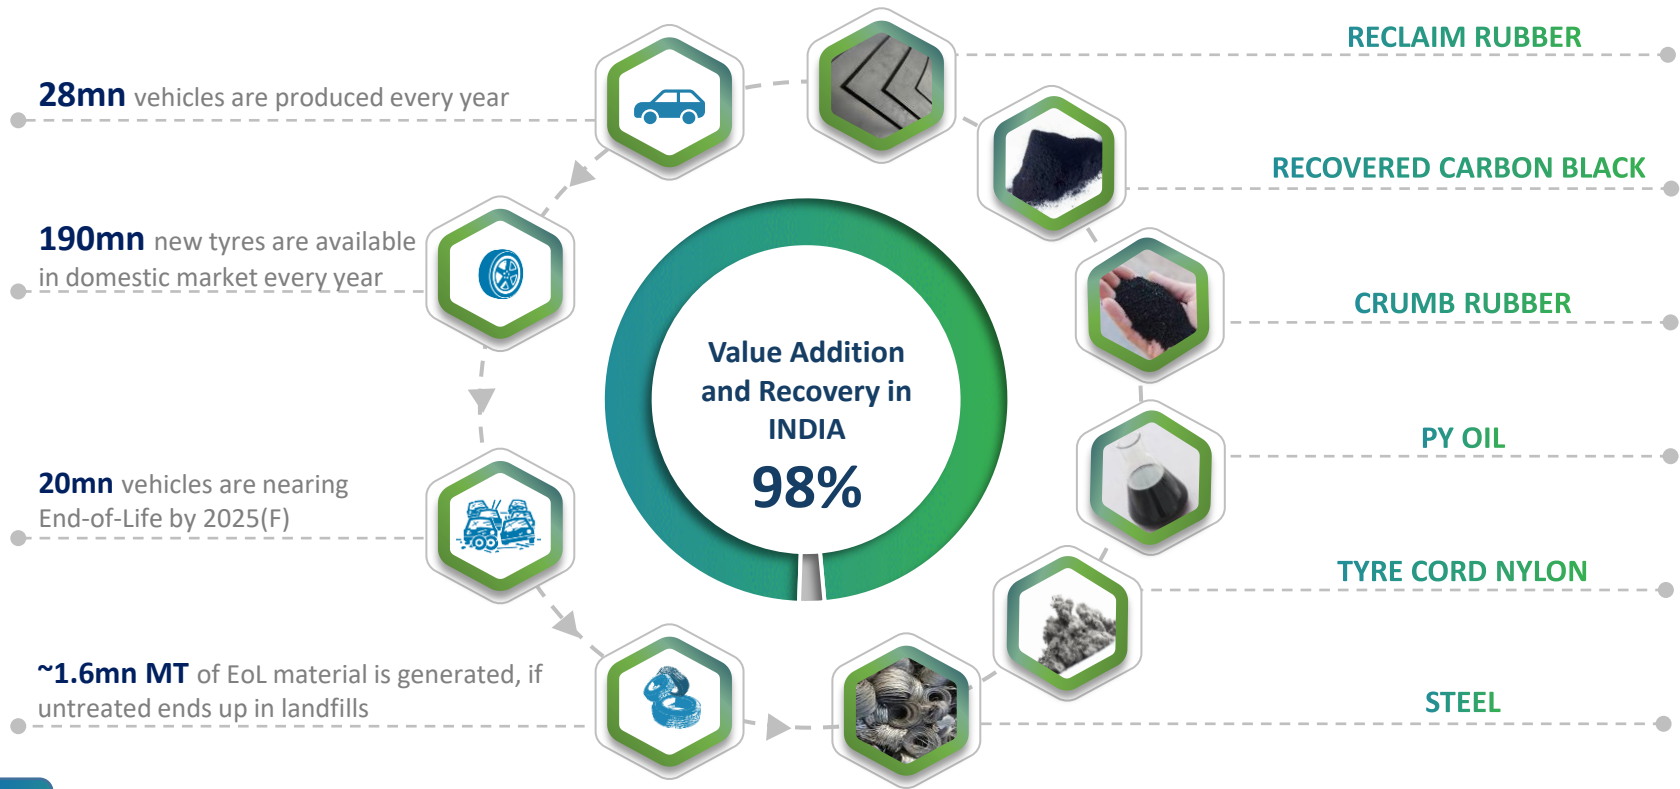 28mn vehicles are produced every year
190mn new tyres are available
in domestic market every year
20mn vehicles are nearing
End-of-Life by 2025(F)
~1.6mn MT of EoL material is generated, if
untreated ends up in landfills
Value Addition
and Recovery in
INDIA
98%
RECLAIM RUBBER
RECOVERED CARBON BLACK
CRUMB RUBBER
PY OIL
TYRE CORD NYLON
STEEL